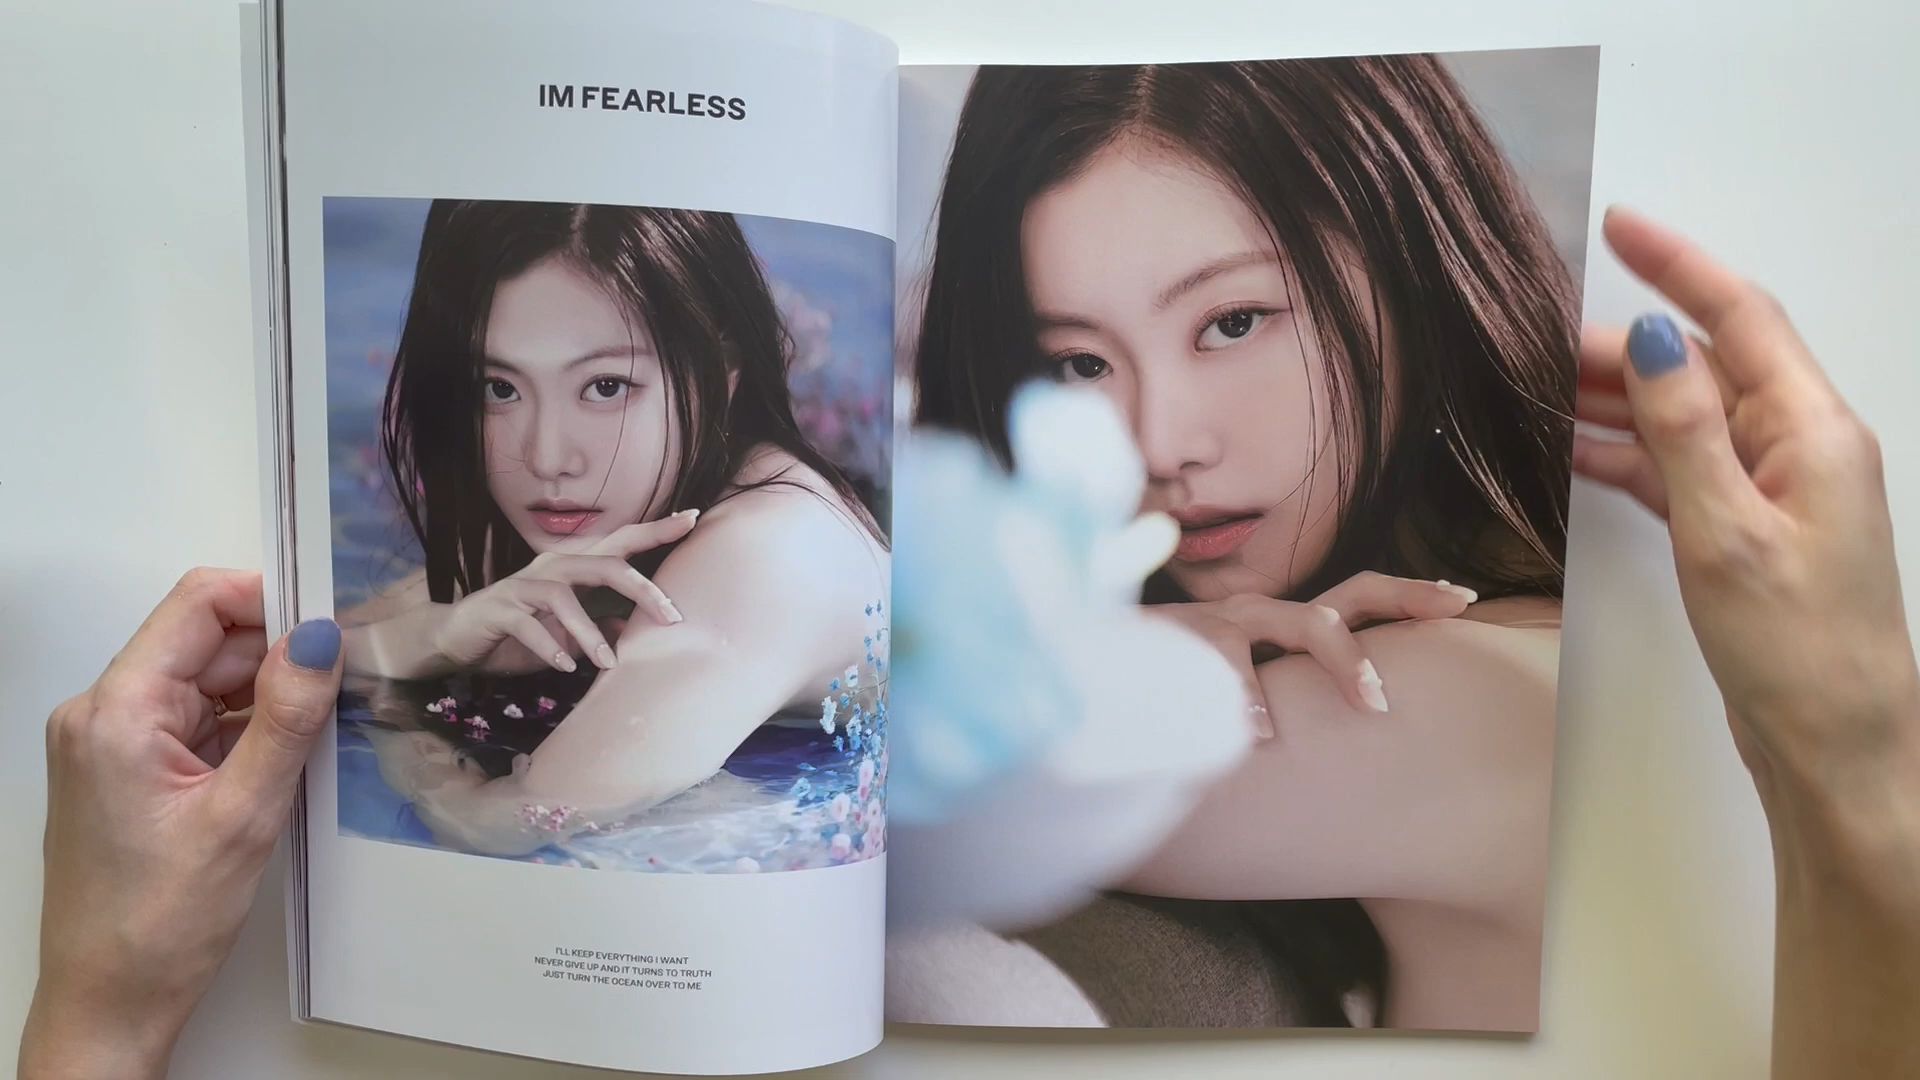 IM FEARLESS
I'LL KEEP EVERYTHING I WANT
NEVER GIVE UP AND IT TURNS TO TRUTH
JUST TURN THE OCEAN OVER TO ME